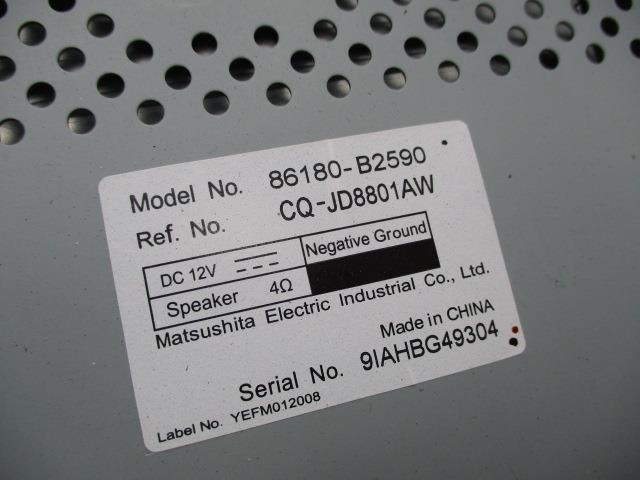 Model No. 86180-B2590
Ref. No. CQ-JD8801AW
DC 12V Negative Ground
Speaker 4Ω
Matsushita Electric Industrial Co., Ltd.
Made in CHINA
Serial No. 9IAHBG49304
Label No. YEFM012008